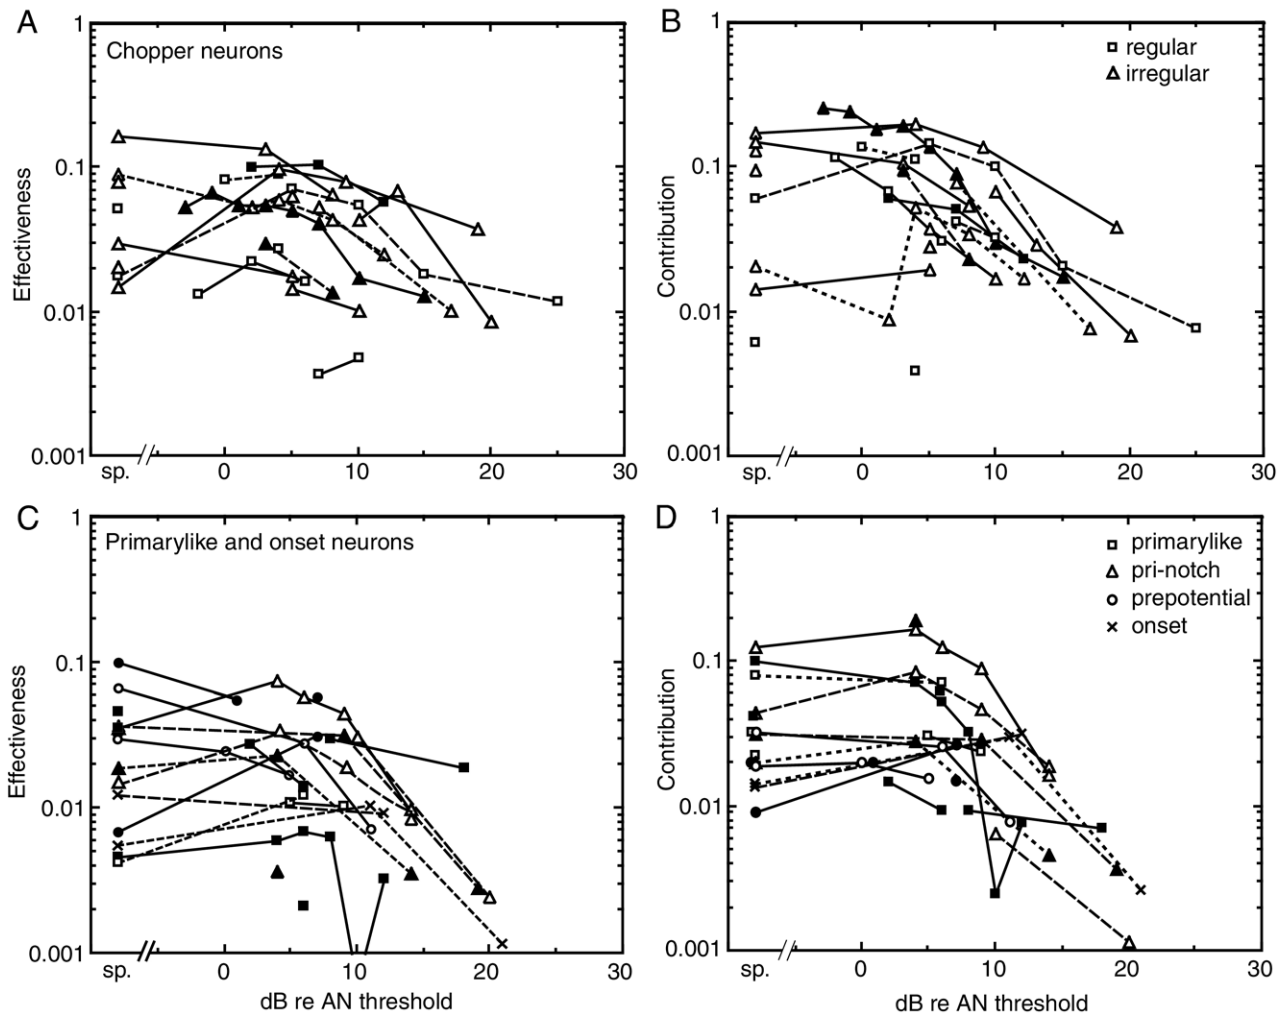 A
Chopper neurons
Effectiveness
1
0.1
0.01
0.001
sp.
0
10
20
30
B
regular
irregular
Contribution
1
0.1
0.01
0.001
sp.
0
10
20
30
C
Primarylike and onset neurons
Effectiveness
1
0.1
0.01
0.001
sp.
0
10
20
30
dB re AN threshold
D
primarylike
pri-notch
prepotential
onset
Contribution
1
0.1
0.01
0.001
sp.
0
10
20
30
dB re AN threshold